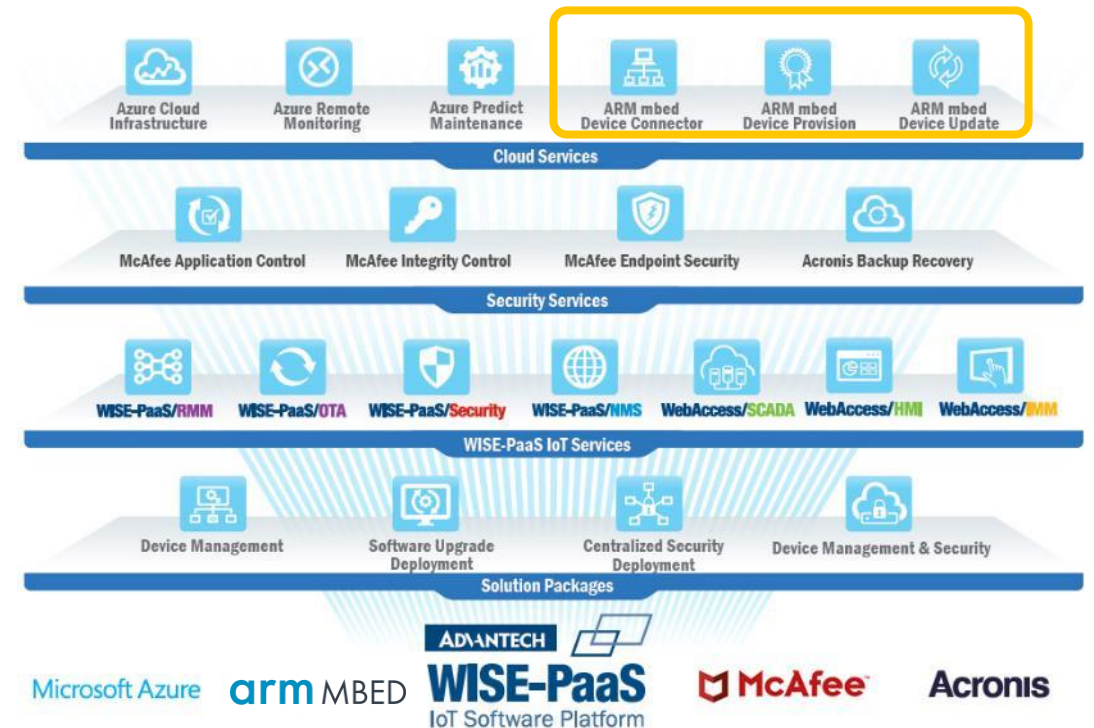 Azure Cloud
Infrastructure
Azure Remote
Monitoring
Azure Predict
Maintenance
ARM mbed
Device Connector
ARM mbed
Device Provision
ARM mbed
Device Update
Cloud Services
McAfee Application Control
McAfee Integrity Control
McAfee Endpoint Security
Acronis Backup Recovery
Security Services
WISE-PaaS/RMM
WISE-PaaS/OTA
WISE-PaaS/Security
WISE-PaaS/NMS
WebAccess/SCADA
WebAccess/HMI
WebAccess/IMM
WISE-PaaS IoT Services
Device Management
Software Upgrade
Deployment
Centralized Security
Deployment
Device Management & Security
Solution Packages
Microsoft Azure
arm MBED
ADVANTECH
WISE-PaaS
IoT Software Platform
McAfee
Acronis